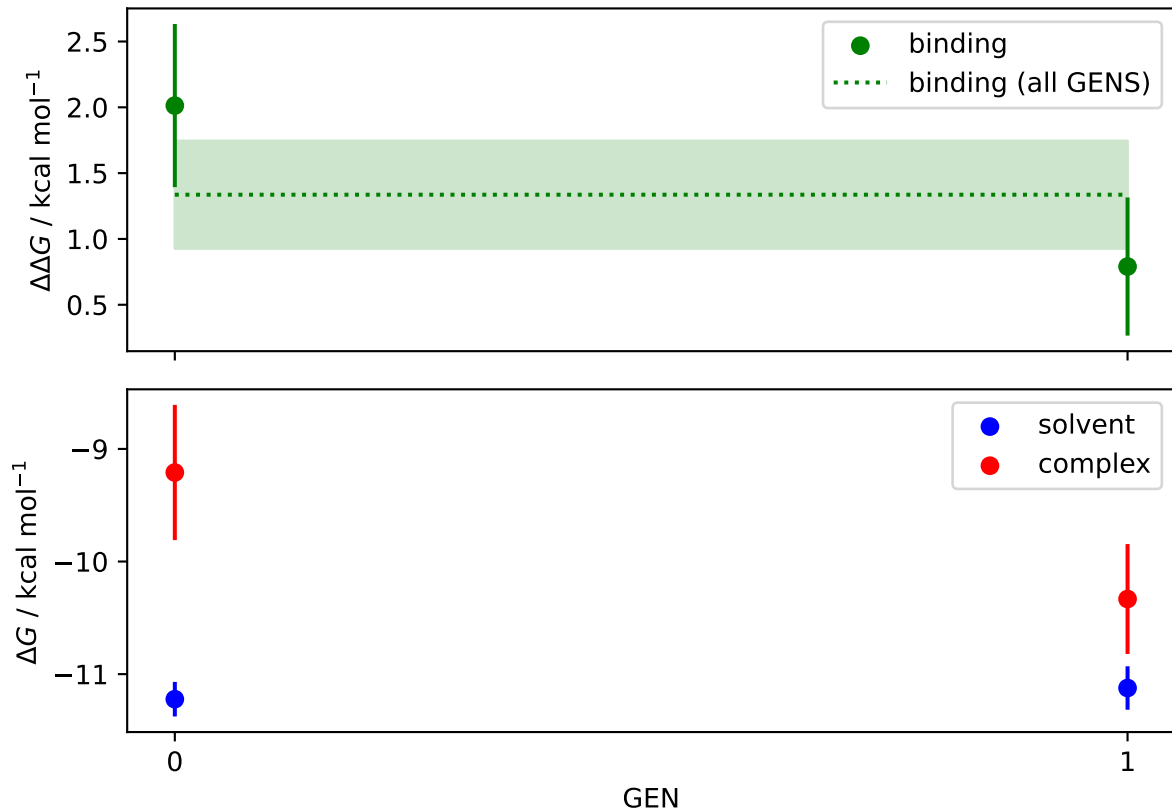 2.5
2.0
1.5
1.0
0.5
ΔΔG / kcal mol⁻¹
binding
binding (all GENS)
−9
−10
−11
ΔG / kcal mol⁻¹
solvent
complex
0
1
GEN